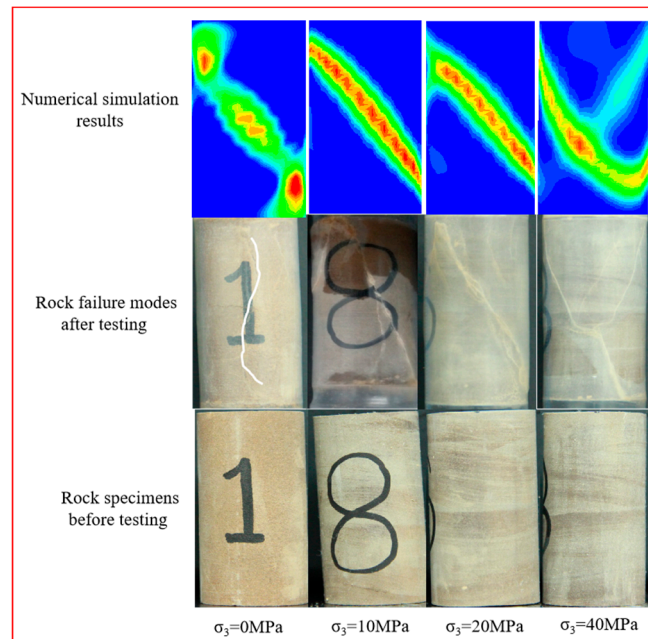 Numerical simulation
results
1
8
Rock failure modes
after testing
1
8
Rock specimens
before testing
σ₃=0MPa
σ₃=10MPa
σ₃=20MPa
σ₃=40MPa